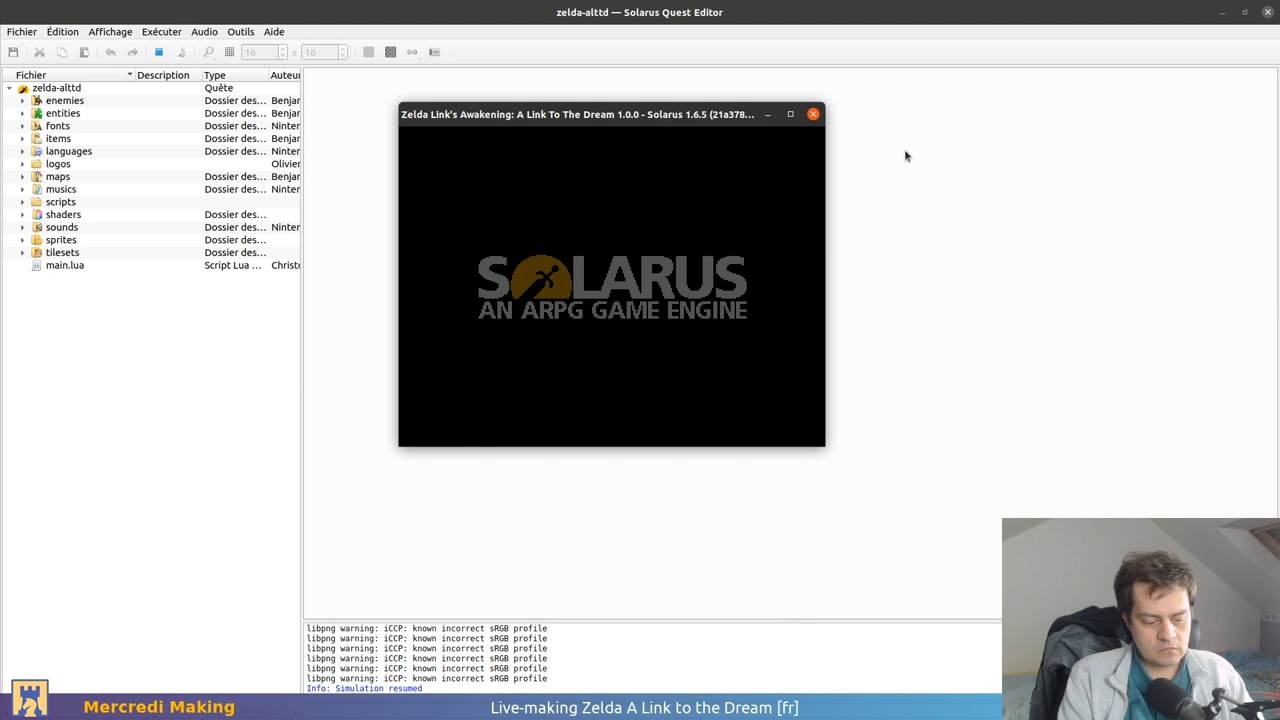 zelda-alttd — Solarus Quest Editor
Fichier Édition Affichage Exécuter Audio Outils Aide
16 x 16
Fichier Description Type Auteu
zelda-alttd Quête
enemies Dossier des... Benjar
entities Dossier des... Benjar
fonts Dossier des... Ninter
items Dossier des... Benjar
languages Dossier des... Ninter
logos Olivier
maps Dossier des... Benjar
musics Dossier des... Ninter
scripts
shaders Dossier des...
sounds Dossier des... Ninter
sprites Dossier des...
tilesets Dossier des...
main.lua Script Lua ... Christo
Zelda Link's Awakening: A Link To The Dream 1.0.0 - Solarus 1.6.5 (21a378...
SOLARUS
AN ARPG GAME ENGINE
libpng warning: iCCP: known incorrect sRGB profile
libpng warning: iCCP: known incorrect sRGB profile
libpng warning: iCCP: known incorrect sRGB profile
libpng warning: iCCP: known incorrect sRGB profile
libpng warning: iCCP: known incorrect sRGB profile
libpng warning: iCCP: known incorrect sRGB profile
Info: Simulation resumed
Mercredi Making
Live-making Zelda A Link to the Dream [fr]